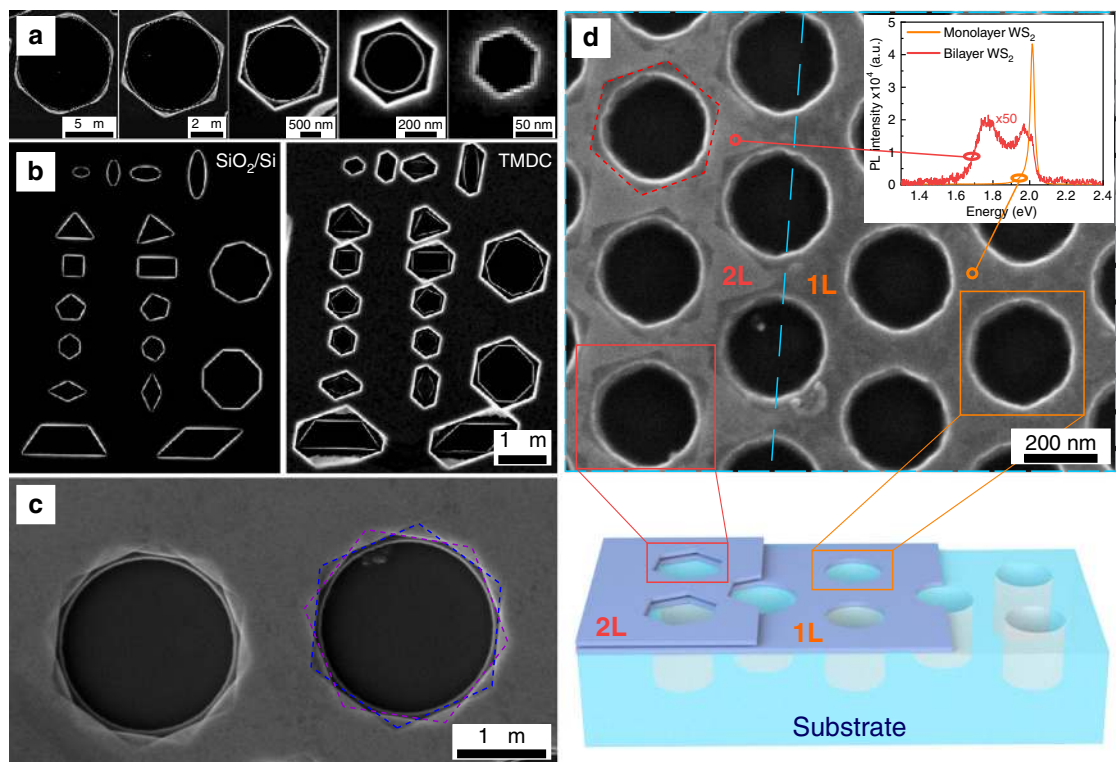 a
5 m
2 m
500 nm
200 nm
50 nm
b
SiO2/Si
TMDC
1 m
c
1 m
d
PL intensity x10⁴ (a.u.)
5
4
3
2
1
0
Monolayer WS2
Bilayer WS2
x50
1.4 1.6 1.8 2.0 2.2 2.4
Energy (eV)
2L
1L
200 nm
2L
1L
Substrate